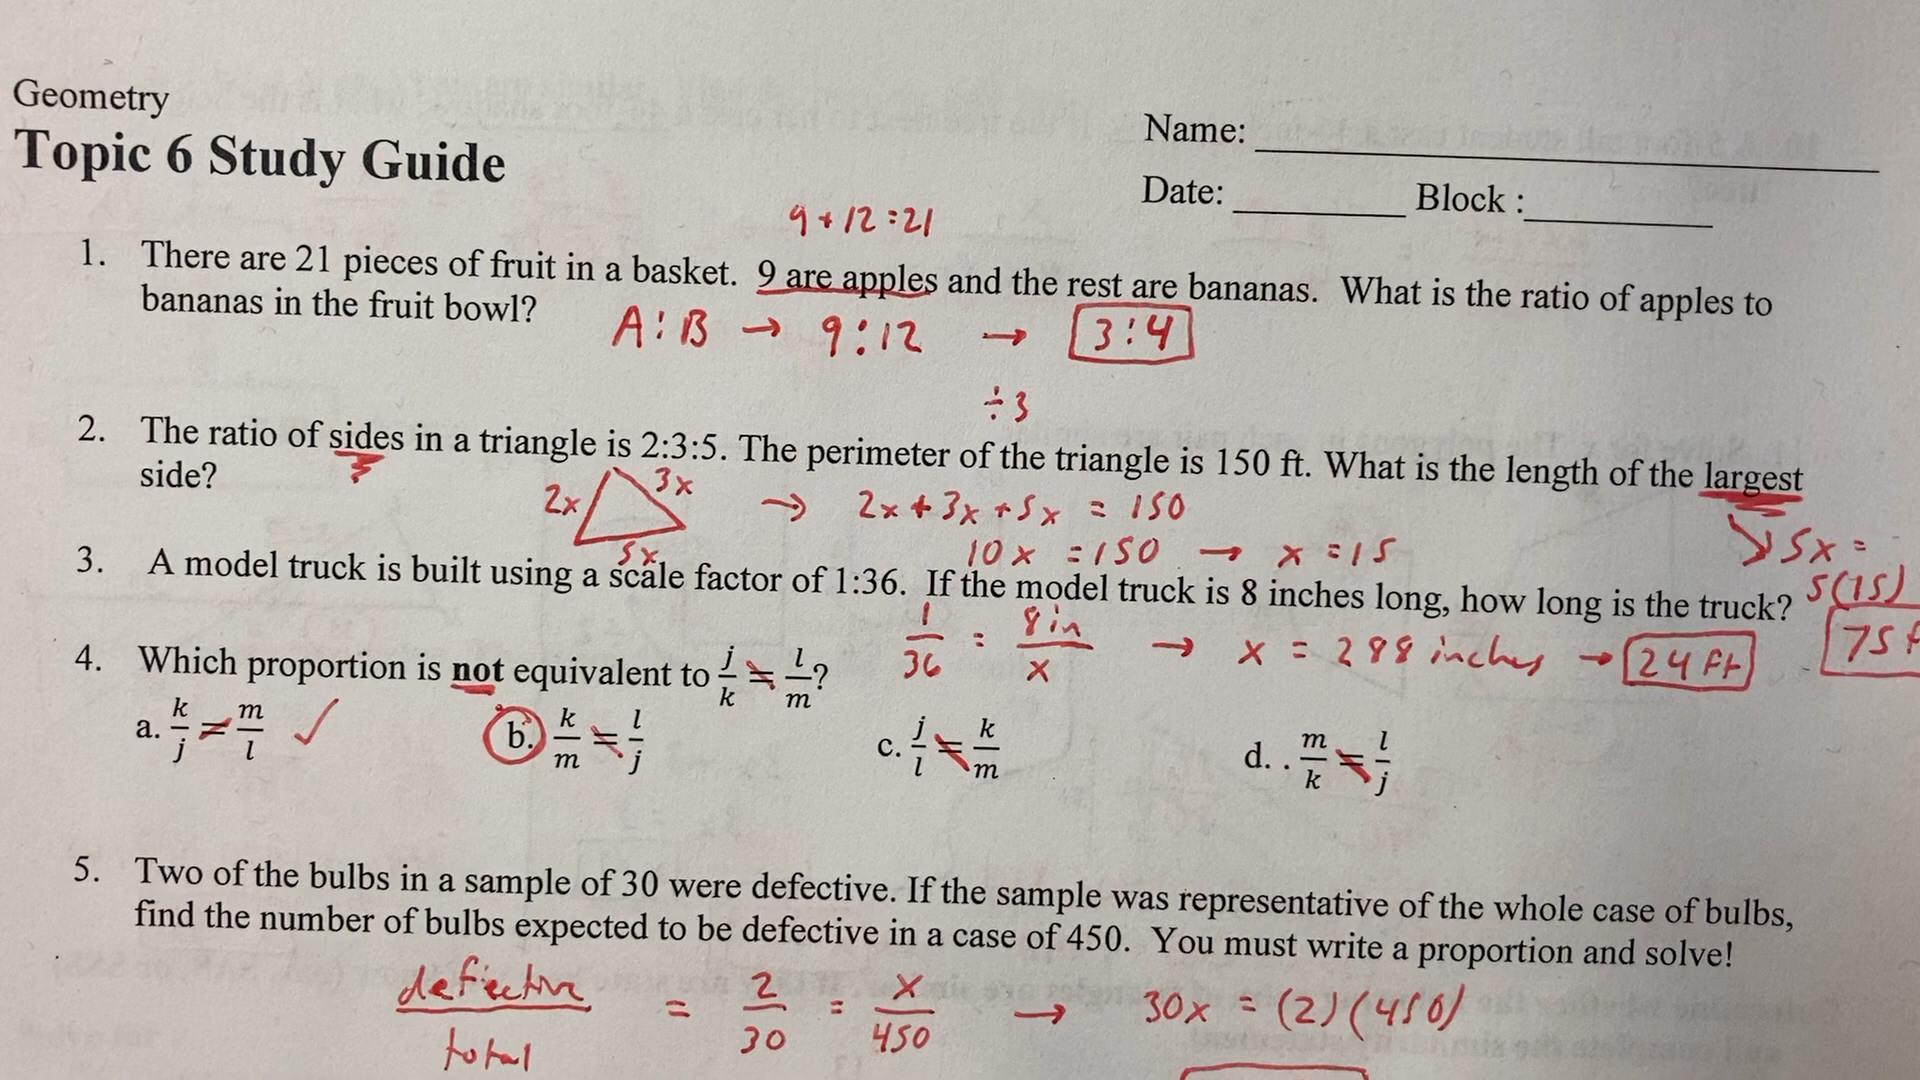 Geometry
Topic 6 Study Guide
Name:
Date: Block :
9 + 12 = 21
1. There are 21 pieces of fruit in a basket. 9 are apples and the rest are bananas. What is the ratio of apples to
bananas in the fruit bowl?
A:B → 9:12 → 3:4
÷3
2. The ratio of sides in a triangle is 2:3:5. The perimeter of the triangle is 150 ft. What is the length of the largest
side?
2x 3x 5x → 2x + 3x + 5x = 150
10x = 150 → x = 15
5x =
5(15)
3. A model truck is built using a scale factor of 1:36. If the model truck is 8 inches long, how long is the truck?
1/36 = 8in/x → x = 288 inches → 24 ft
4. Which proportion is not equivalent to j/k = l/m?
a. k/j = m/l ✓ b. k/m = l/j c. j/l = k/m d. . m/k = l/j
5. Two of the bulbs in a sample of 30 were defective. If the sample was representative of the whole case of bulbs,
find the number of bulbs expected to be defective in a case of 450. You must write a proportion and solve!
defective/total = 2/30 = x/450 → 30x = (2)(450)